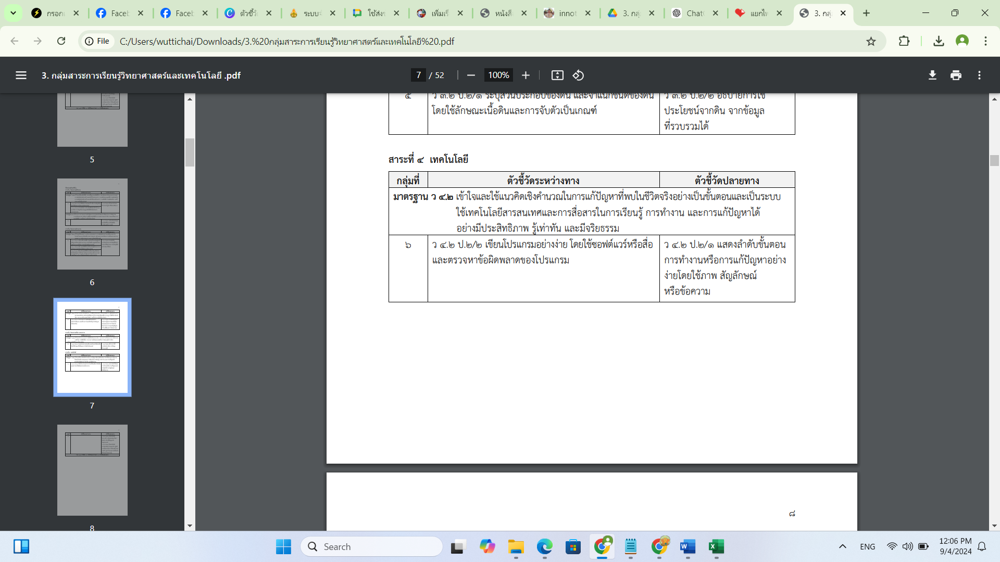 กรอก
Faceb
Faceb
ตัวชี้วั
ระบบ
ใช้ส่ง
เพิ่มเรื่
หนังสื
innot
3. กลุ่
Chat
แยกไ
3. กลุ่ม
File
C:/Users/wuttichai/Downloads/3.%20กลุ่มสาระการเรียนรู้วิทยาศาสตร์และเทคโนโลยี%20.pdf
3. กลุ่มสาระการเรียนรู้วิทยาศาสตร์และเทคโนโลยี .pdf
7 / 52
100%
5
6
7
8
๕ ว ๓.๒ ป.๒/๑ ระบุส่วนประกอบของดิน และจำแนกชนิดของดิน
โดยใช้ลักษณะเนื้อดินและการจับตัวเป็นเกณฑ์
ว ๓.๒ ป.๒/๒ อธิบายการใช้
ประโยชน์จากดิน จากข้อมูล
ที่รวบรวมได้
สาระที่ ๔ เทคโนโลยี
กลุ่มที่ ตัวชี้วัดระหว่างทาง ตัวชี้วัดปลายทาง
มาตรฐาน ว ๔.๒ เข้าใจและใช้แนวคิดเชิงคำนวณในการแก้ปัญหาที่พบในชีวิตจริงอย่างเป็นขั้นตอนและเป็นระบบ
ใช้เทคโนโลยีสารสนเทศและการสื่อสารในการเรียนรู้ การทำงาน และการแก้ปัญหาได้
อย่างมีประสิทธิภาพ รู้เท่าทัน และมีจริยธรรม
๖ ว ๔.๒ ป.๒/๒ เขียนโปรแกรมอย่างง่าย โดยใช้ซอฟต์แวร์หรือสื่อ
และตรวจหาข้อผิดพลาดของโปรแกรม
ว ๔.๒ ป.๒/๑ แสดงลำดับขั้นตอน
การทำงานหรือการแก้ปัญหาอย่าง
ง่ายโดยใช้ภาพ สัญลักษณ์
หรือข้อความ
๘
Search
ENG
12:06 PM
9/4/2024